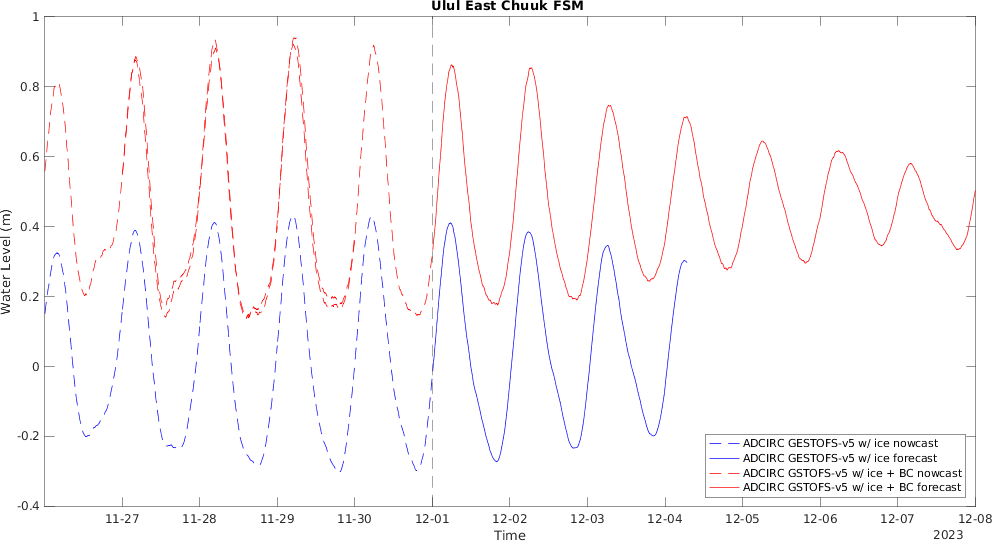 Ulul East Chuuk FSM
1
0.8
0.6
0.4
0.2
0
-0.2
-0.4
Water Level (m)
ADCIRC GESTOFS-v5 w/ ice nowcast
ADCIRC GESTOFS-v5 w/ ice forecast
ADCIRC GSTOFS-v5 w/ ice + BC nowcast
ADCIRC GSTOFS-v5 w/ ice + BC forecast
11-27 11-28 11-29 11-30 12-01 12-02 12-03 12-04 12-05 12-06 12-07 12-08
Time
2023